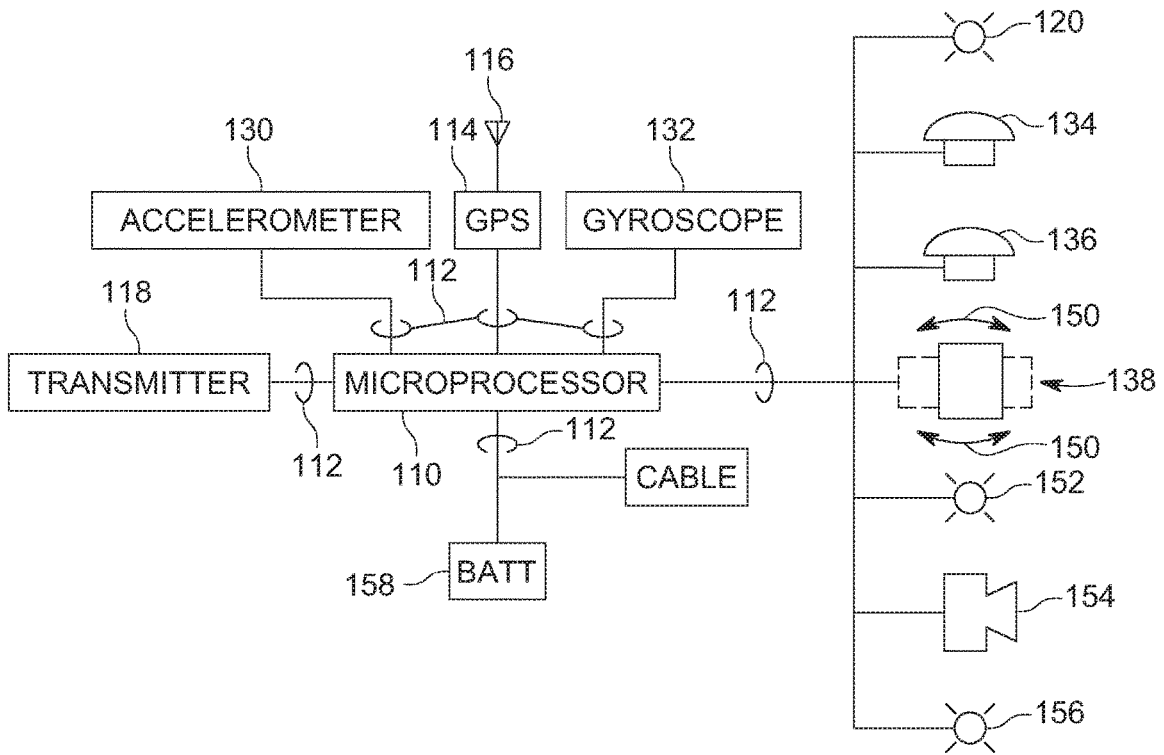 120
116
134
130
114
132
ACCELEROMETER
GPS
GYROSCOPE
136
112
118
112
150
TRANSMITTER
MICROPROCESSOR
138
112
110
112
150
CABLE
152
158
BATT
154
156